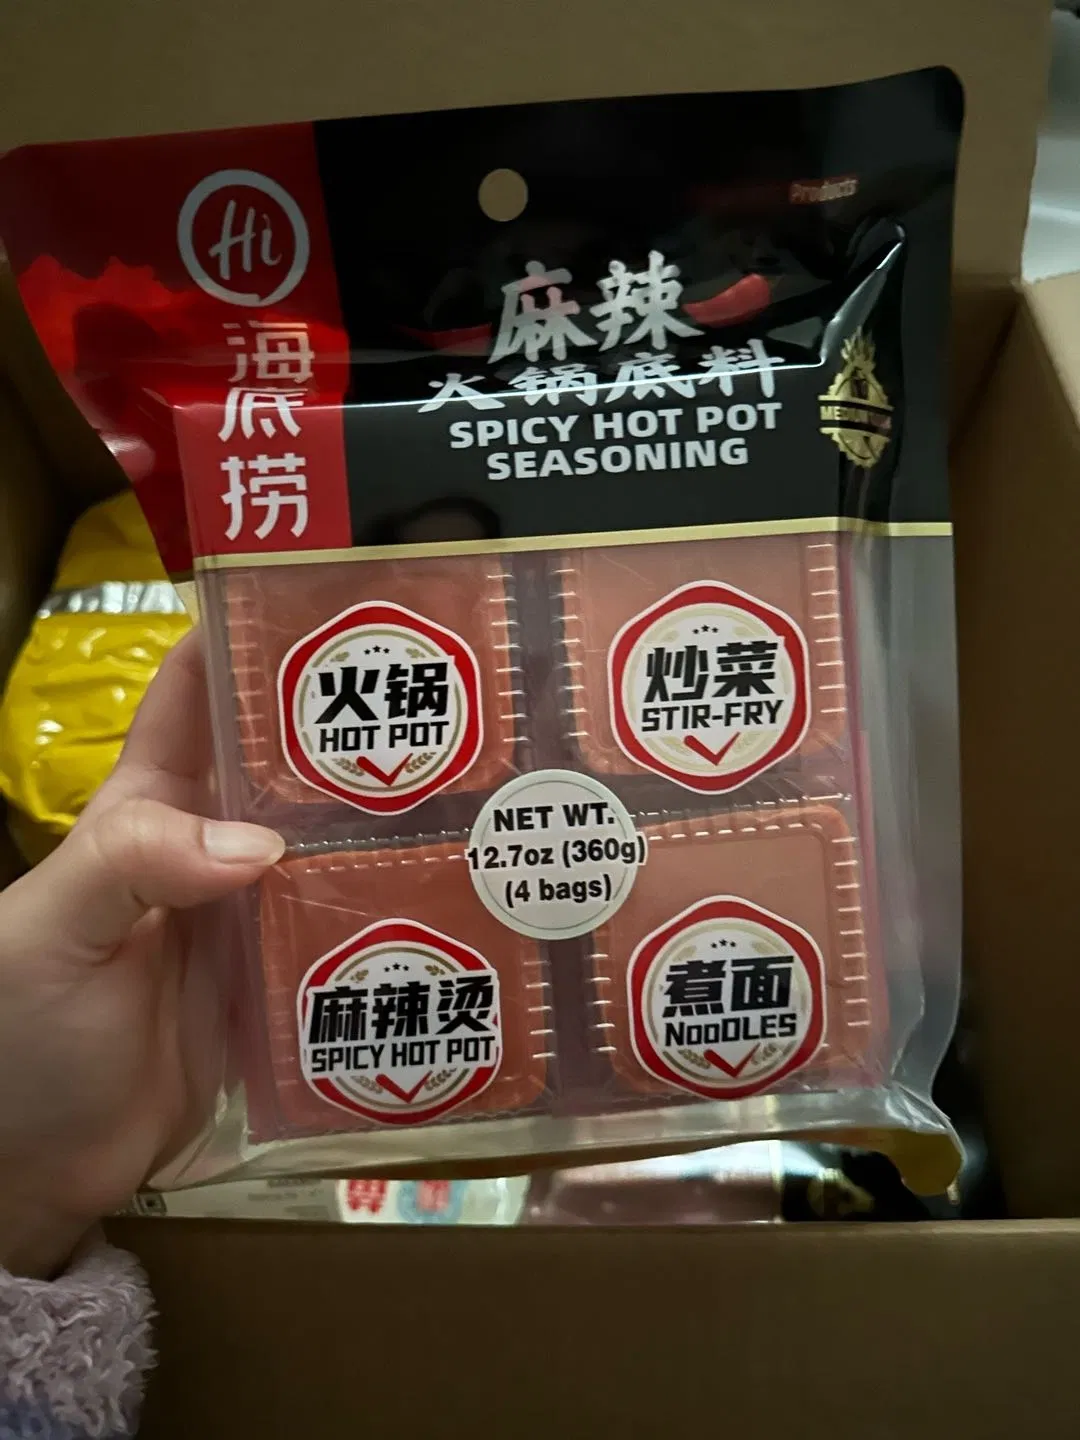 Hi
海底捞
Products
麻辣
火锅底料
SPICY HOT POT
SEASONING
MEDIUM
火锅
HOT POT
炒菜
STIR-FRY
NET WT.
12.7oz (360g)
(4 bags)
麻辣烫
SPICY HOT POT
煮面
NOODLES